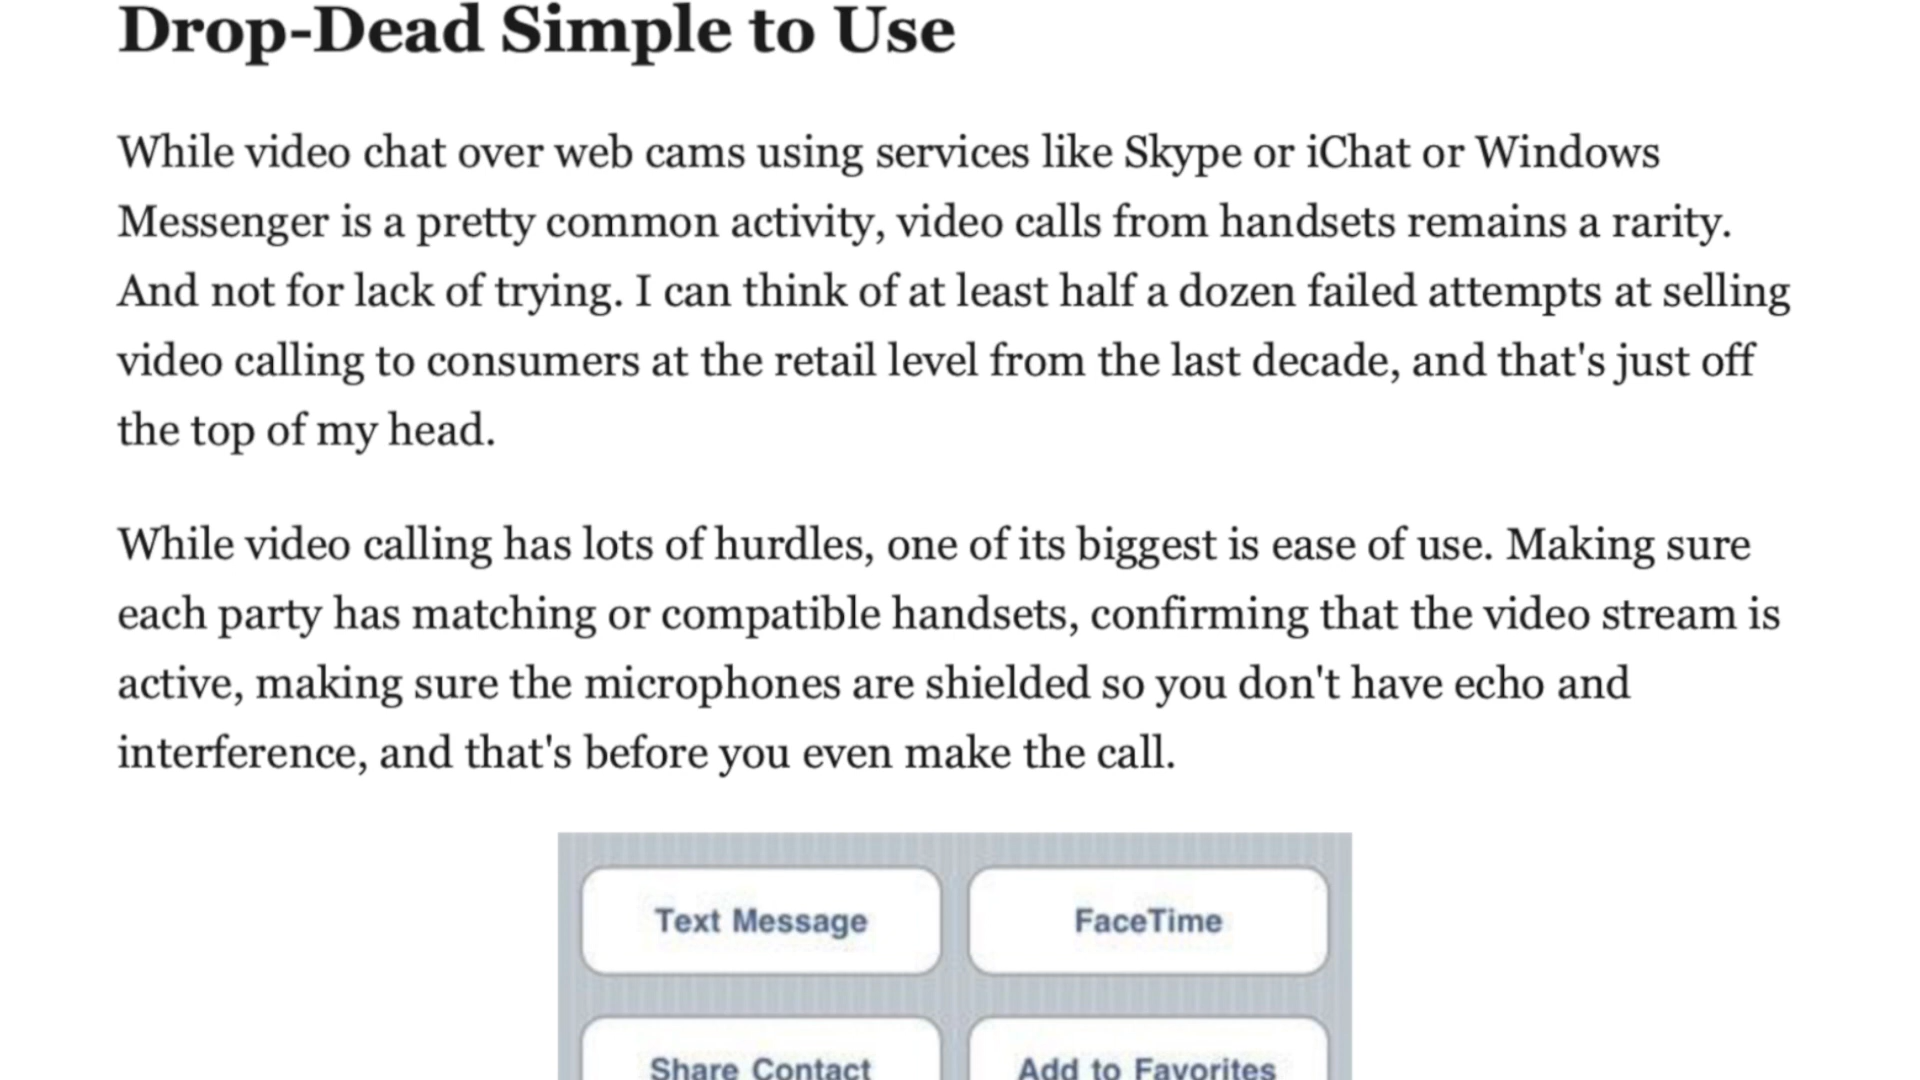 Drop-Dead Simple to Use
While video chat over web cams using services like Skype or iChat or Windows
Messenger is a pretty common activity, video calls from handsets remains a rarity.
And not for lack of trying. I can think of at least half a dozen failed attempts at selling
video calling to consumers at the retail level from the last decade, and that's just off
the top of my head.
While video calling has lots of hurdles, one of its biggest is ease of use. Making sure
each party has matching or compatible handsets, confirming that the video stream is
active, making sure the microphones are shielded so you don't have echo and
interference, and that's before you even make the call.
Text Message FaceTime
Share Contact Add to Favorites